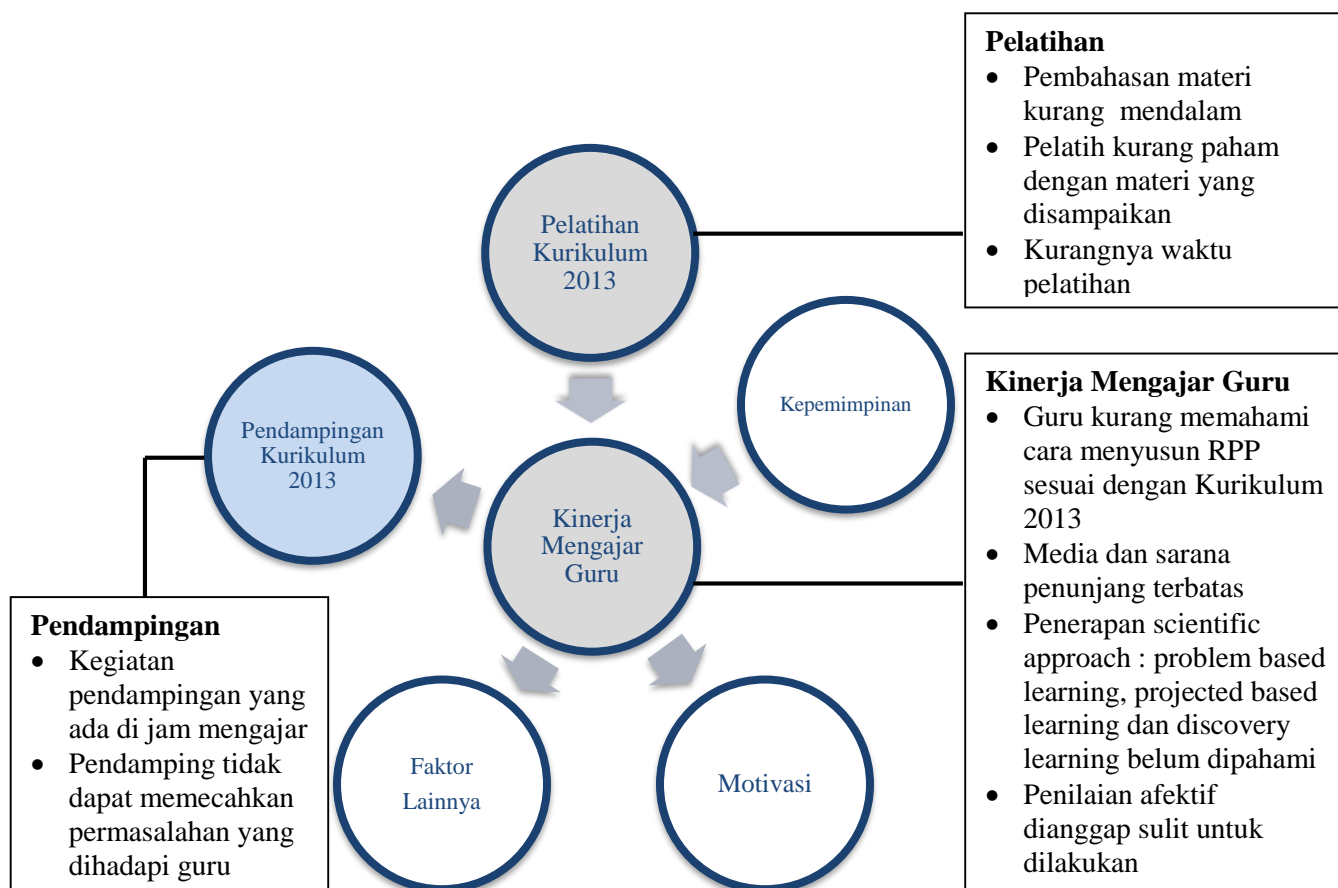 Pelatihan
• Pembahasan materi
kurang mendalam
• Pelatih kurang paham
dengan materi yang
disampaikan
• Kurangnya waktu
pelatihan
Pelatihan
Kurikulum
2013
Kepemimpinan
Pendampingan
Kurikulum
2013
Kinerja
Mengajar
Guru
Kinerja Mengajar Guru
• Guru kurang memahami
cara menyusun RPP
sesuai dengan Kurikulum
2013
• Media dan sarana
penunjang terbatas
• Penerapan scientific
approach : problem based
learning, projected based
learning dan discovery
learning belum dipahami
• Penilaian afektif
dianggap sulit untuk
dilakukan
Pendampingan
• Kegiatan
pendampingan yang
ada di jam mengajar
• Pendamping tidak
dapat memecahkan
permasalahan yang
dihadapi guru
Faktor
Lainnya
Motivasi